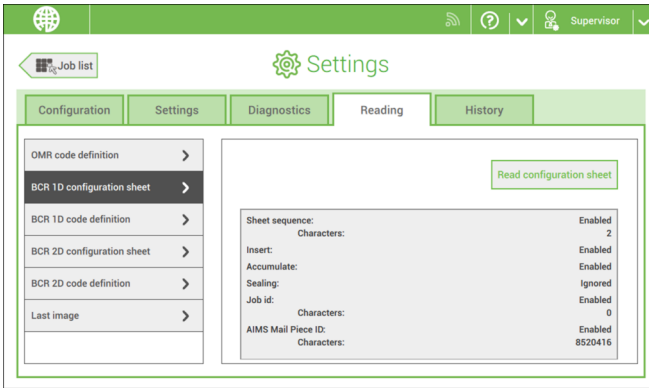 Supervisor
Job list
Settings
Configuration
Settings
Diagnostics
Reading
History
OMR code definition
BCR 1D configuration sheet
BCR 1D code definition
BCR 2D configuration sheet
BCR 2D code definition
Last image
Read configuration sheet
Sheet sequence: Enabled
Characters: 2
Insert: Enabled
Accumulate: Enabled
Sealing: Ignored
Job id: Enabled
Characters: 0
AIMS Mail Piece ID: Enabled
Characters: 8520416